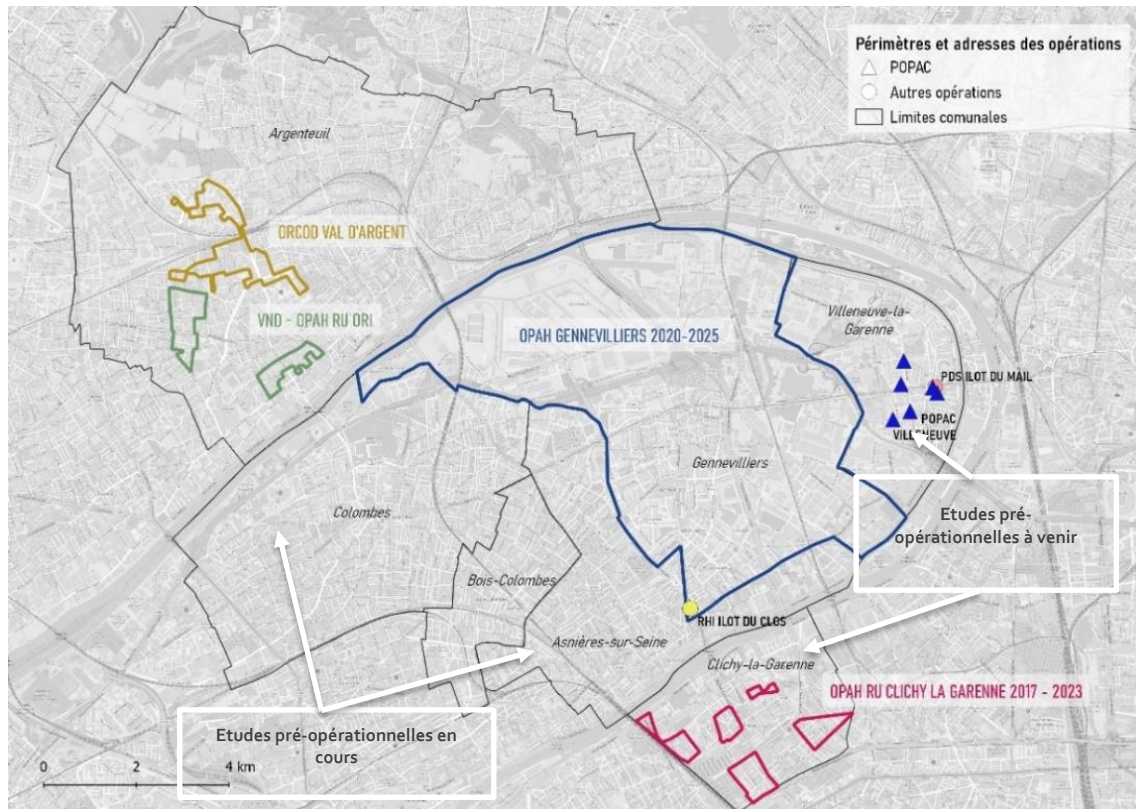 Périmètres et adresses des opérations
POPAC
Autres opérations
Limites comunales
Argenteuil
ORCOD VAL D'ARGENT
VND - OPAH RU ORI
OPAH GENNEVILLIERS 2020-2025
Villeneuve-la-
Garenne
PDS ILOT DU MAIL
POPAC
VILLENEUVE
Gennevilliers
Colombes
Etudes pré-
opérationnelles à venir
Bois-Colombes
RHI ILOT DU CLOS
Asnières-sur-Seine
Clichy-la-Garenne
OPAH RU CLICHY LA GARENNE 2017 - 2023
Etudes pré-opérationnelles en
cours
0 2 4 km